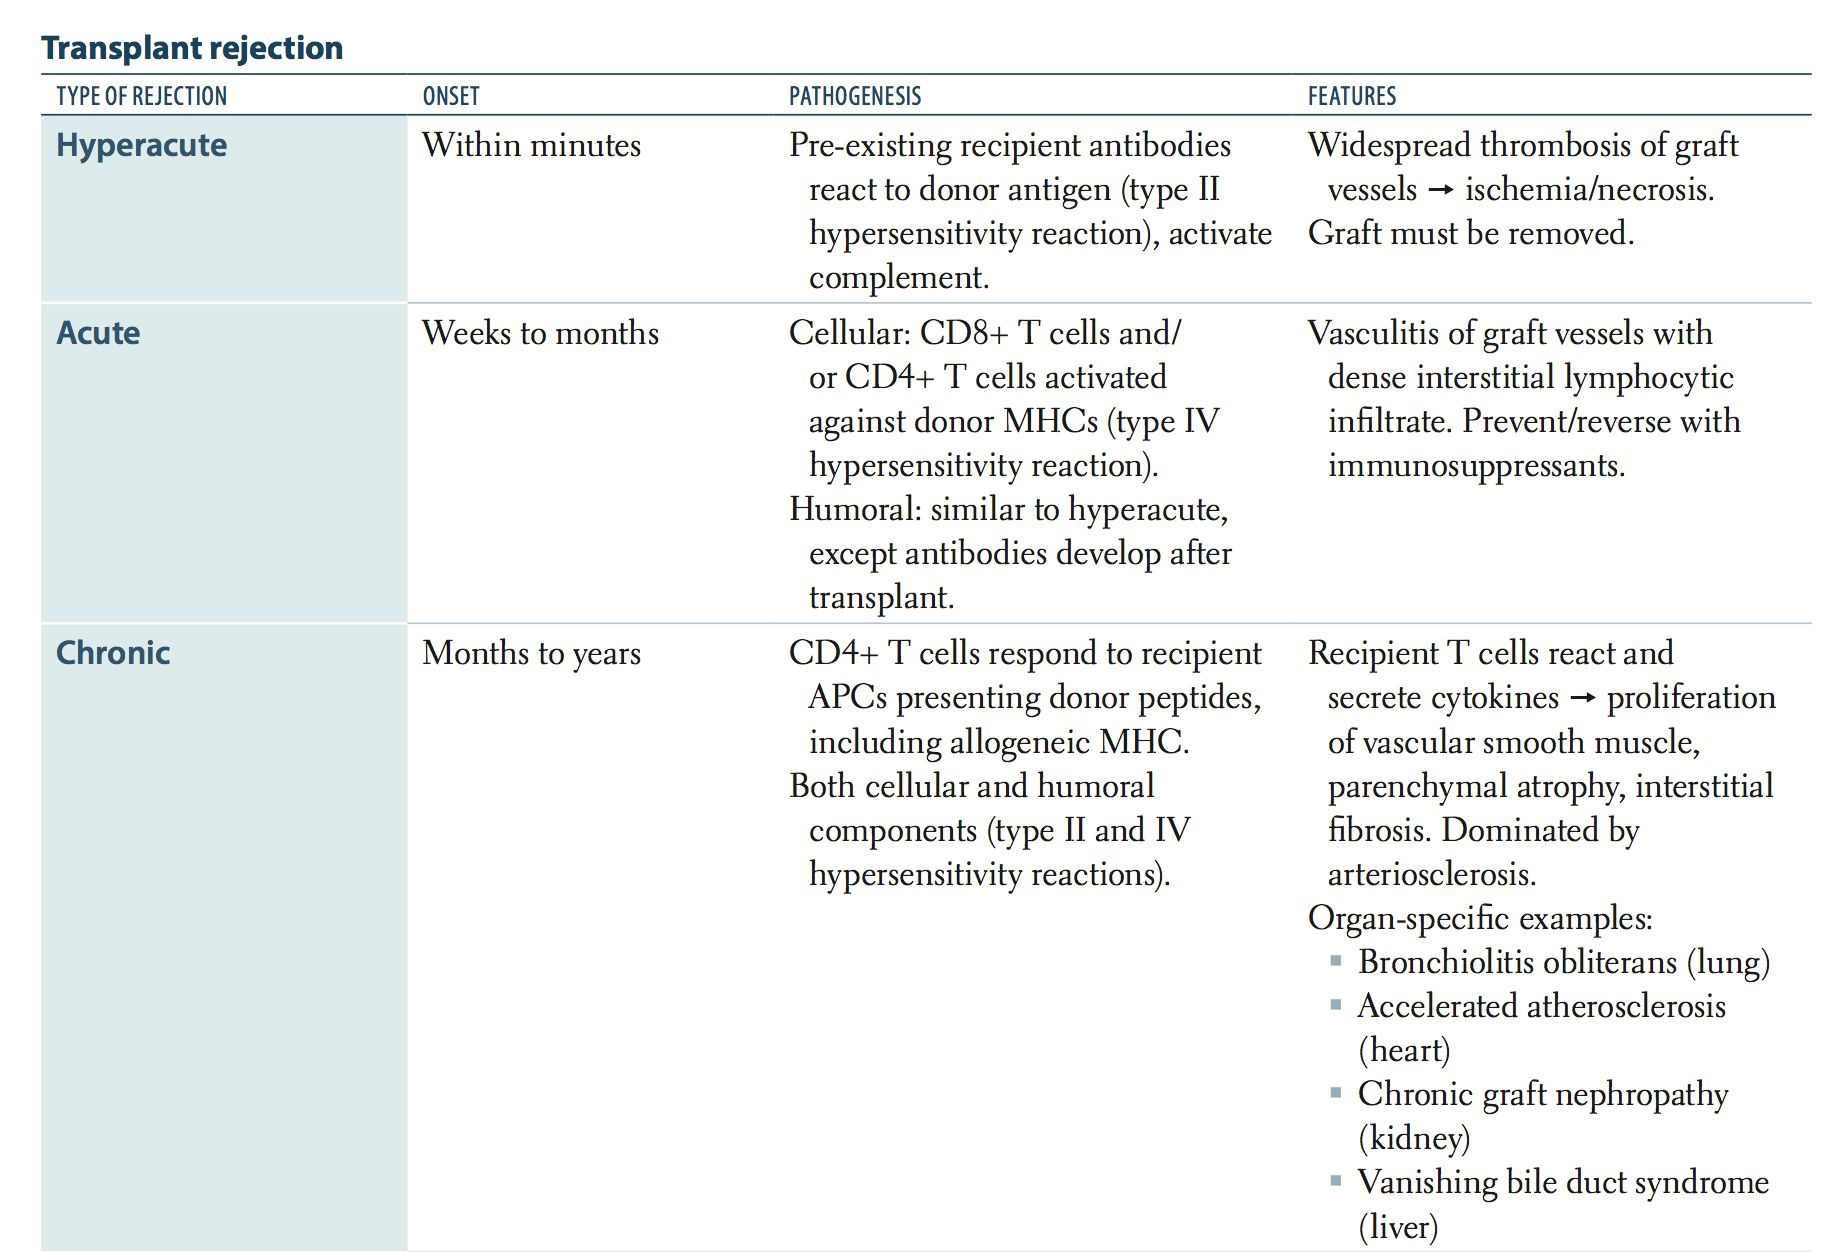 Transplant rejection
TYPE OF REJECTION ONSET PATHOGENESIS FEATURES
Hyperacute
Within minutes
Pre-existing recipient antibodies
react to donor antigen (type II
hypersensitivity reaction), activate
complement.
Widespread thrombosis of graft
vessels → ischemia/necrosis.
Graft must be removed.
Acute
Weeks to months
Cellular: CD8+ T cells and/
or CD4+ T cells activated
against donor MHCs (type IV
hypersensitivity reaction).
Humoral: similar to hyperacute,
except antibodies develop after
transplant.
Vasculitis of graft vessels with
dense interstitial lymphocytic
infiltrate. Prevent/reverse with
immunosuppressants.
Chronic
Months to years
CD4+ T cells respond to recipient
APCs presenting donor peptides,
including allogeneic MHC.
Both cellular and humoral
components (type II and IV
hypersensitivity reactions).
Recipient T cells react and
secrete cytokines → proliferation
of vascular smooth muscle,
parenchymal atrophy, interstitial
fibrosis. Dominated by
arteriosclerosis.
Organ-specific examples:
▪ Bronchiolitis obliterans (lung)
▪ Accelerated atherosclerosis
(heart)
▪ Chronic graft nephropathy
(kidney)
▪ Vanishing bile duct syndrome
(liver)